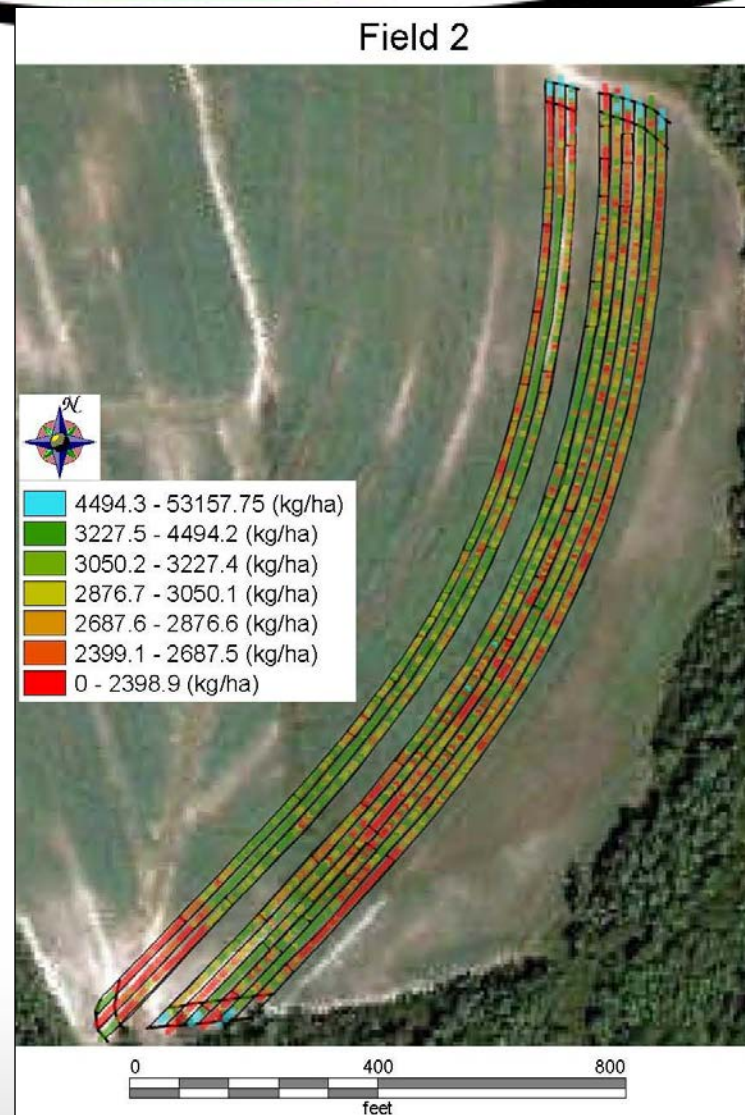 Field 2
N
4494.3 - 53157.75 (kg/ha)
3227.5 - 4494.2 (kg/ha)
3050.2 - 3227.4 (kg/ha)
2876.7 - 3050.1 (kg/ha)
2687.6 - 2876.6 (kg/ha)
2399.1 - 2687.5 (kg/ha)
0 - 2398.9 (kg/ha)
0 400 800
feet